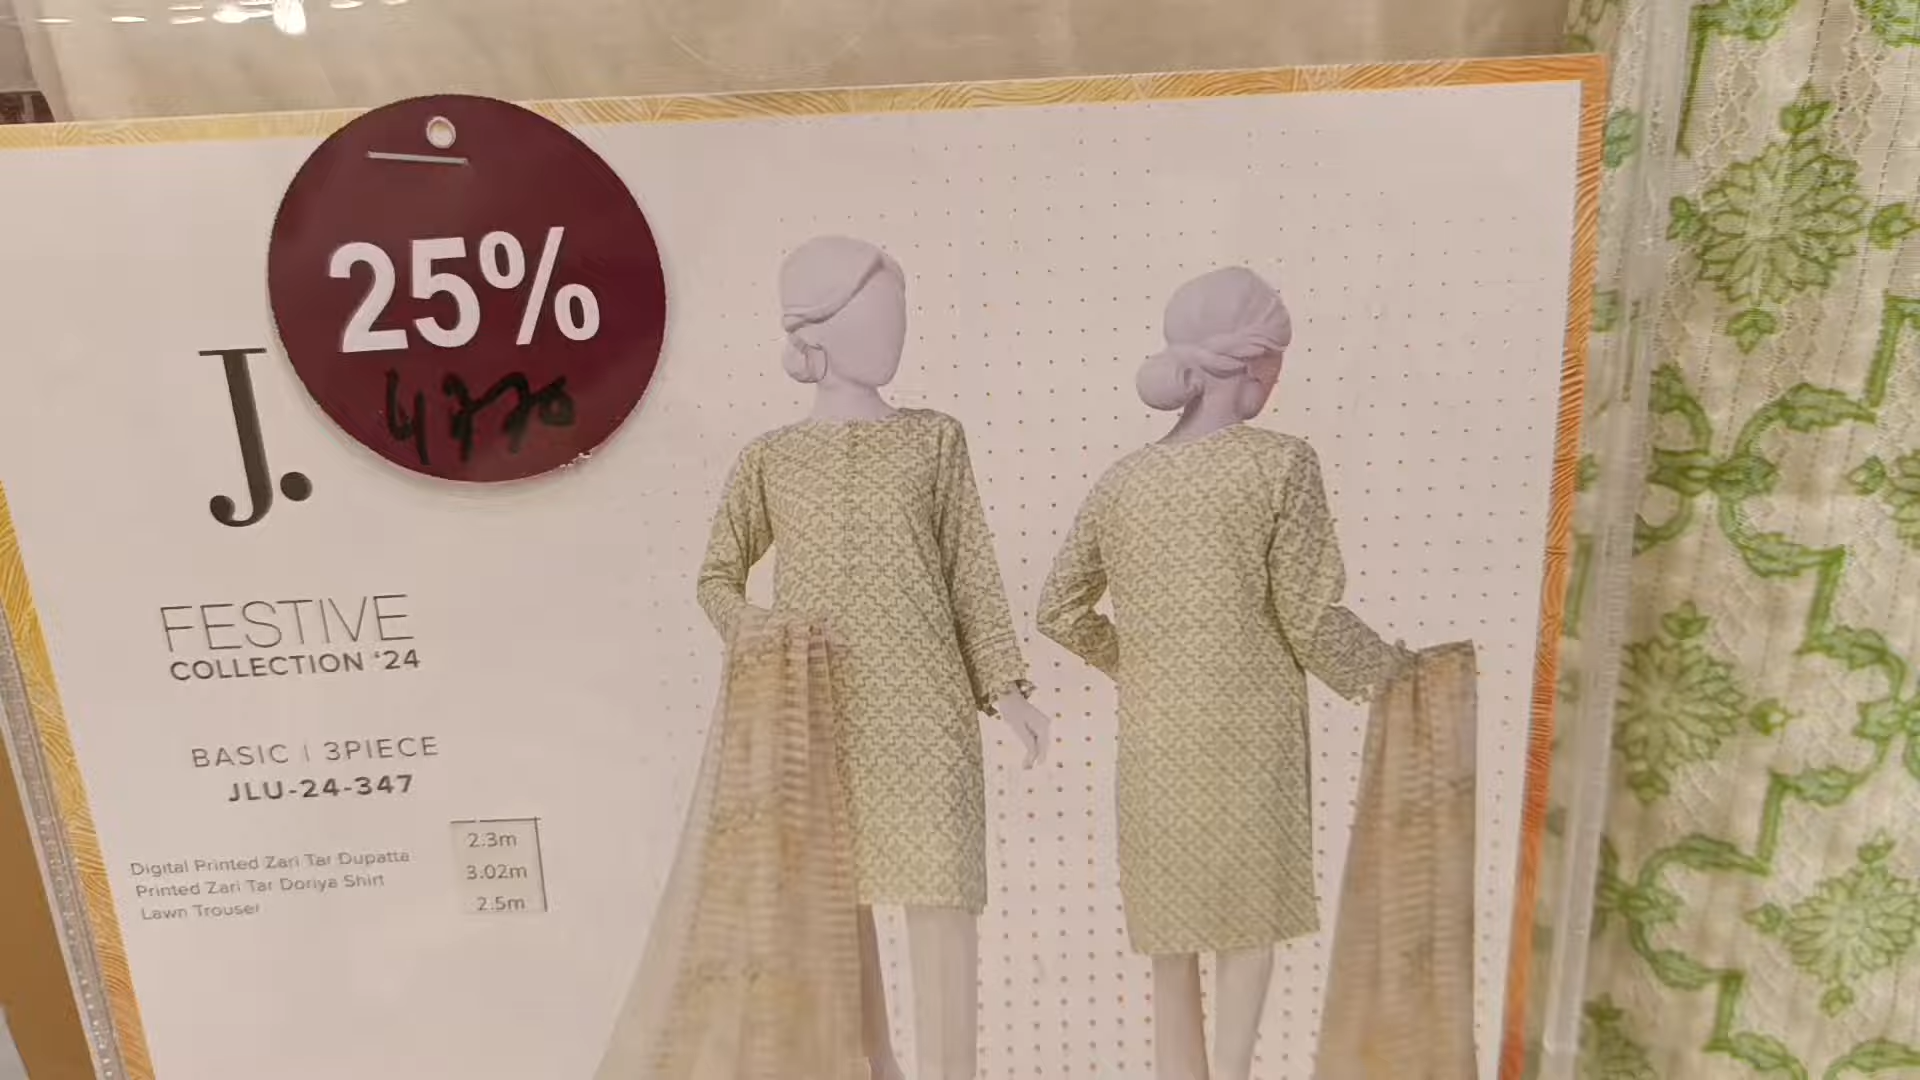 25%
4770
J.
FESTIVE
COLLECTION '24
BASIC | 3PIECE
JLU-24-347
Digital Printed Zari Tar Dupatta 2.3m
Printed Zari Tar Doriya Shirt 3.02m
Lawn Trouser 2.5m